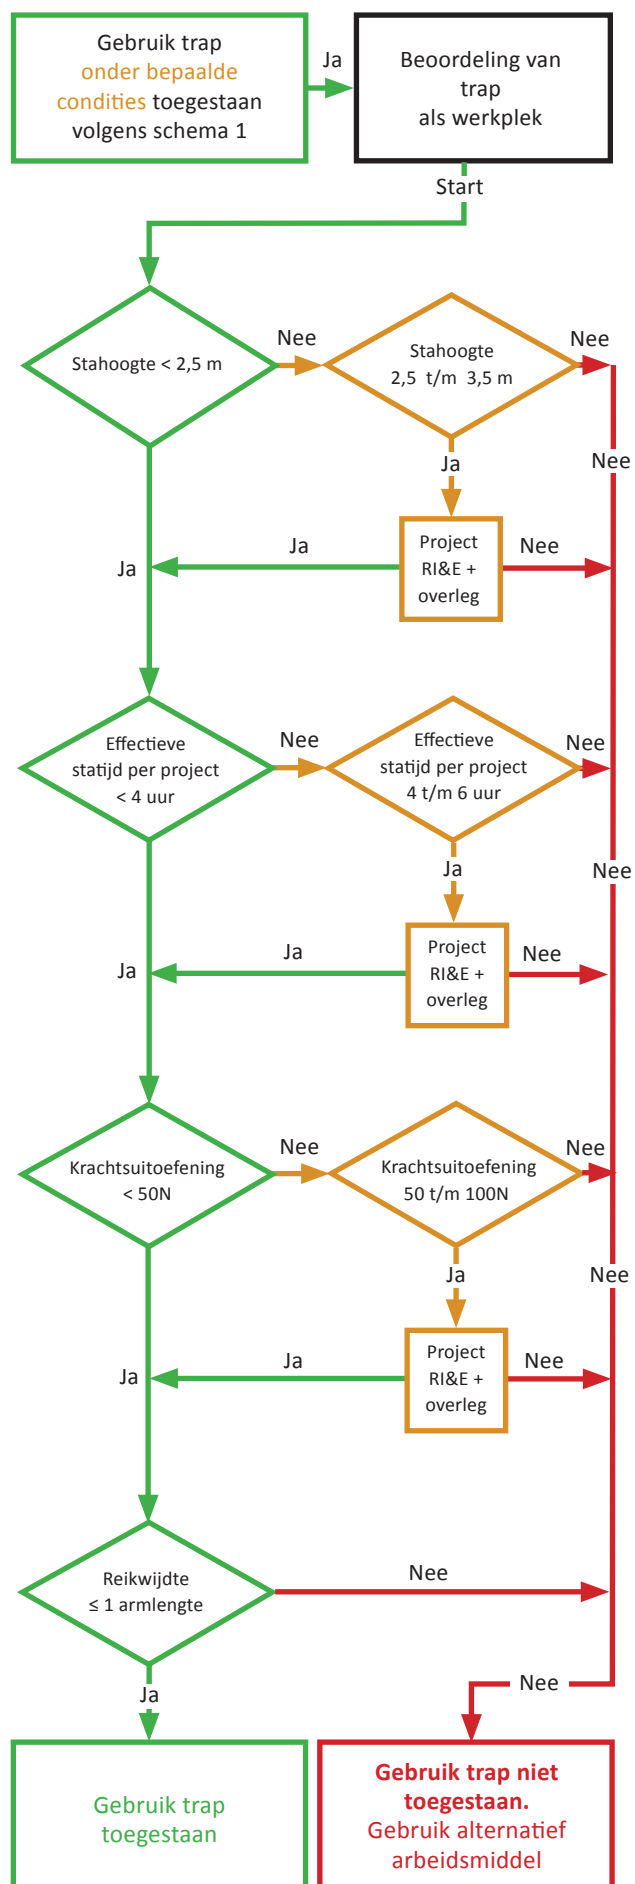 Gebruik trap
onder bepaalde
condities toegestaan
volgens schema 1
Ja
Beoordeling van
trap
als werkplek
Start
Stahoogte < 2,5 m
Nee
Stahoogte
2,5 t/m 3,5 m
Nee
Nee
Ja
Ja
Ja
Project
RI&E +
overleg
Nee
Effectieve
statijd per project
< 4 uur
Nee
Effectieve
statijd per project
4 t/m 6 uur
Nee
Nee
Ja
Ja
Ja
Project
RI&E +
overleg
Nee
Krachtsuitoefening
< 50N
Nee
Krachtsuitoefening
50 t/m 100N
Nee
Nee
Ja
Ja
Ja
Project
RI&E +
overleg
Nee
Reikwijdte
≤ 1 armlengte
Nee
Ja
Nee
Gebruik trap
toegestaan
Gebruik trap niet
toegestaan.
Gebruik alternatief
arbeidsmiddel